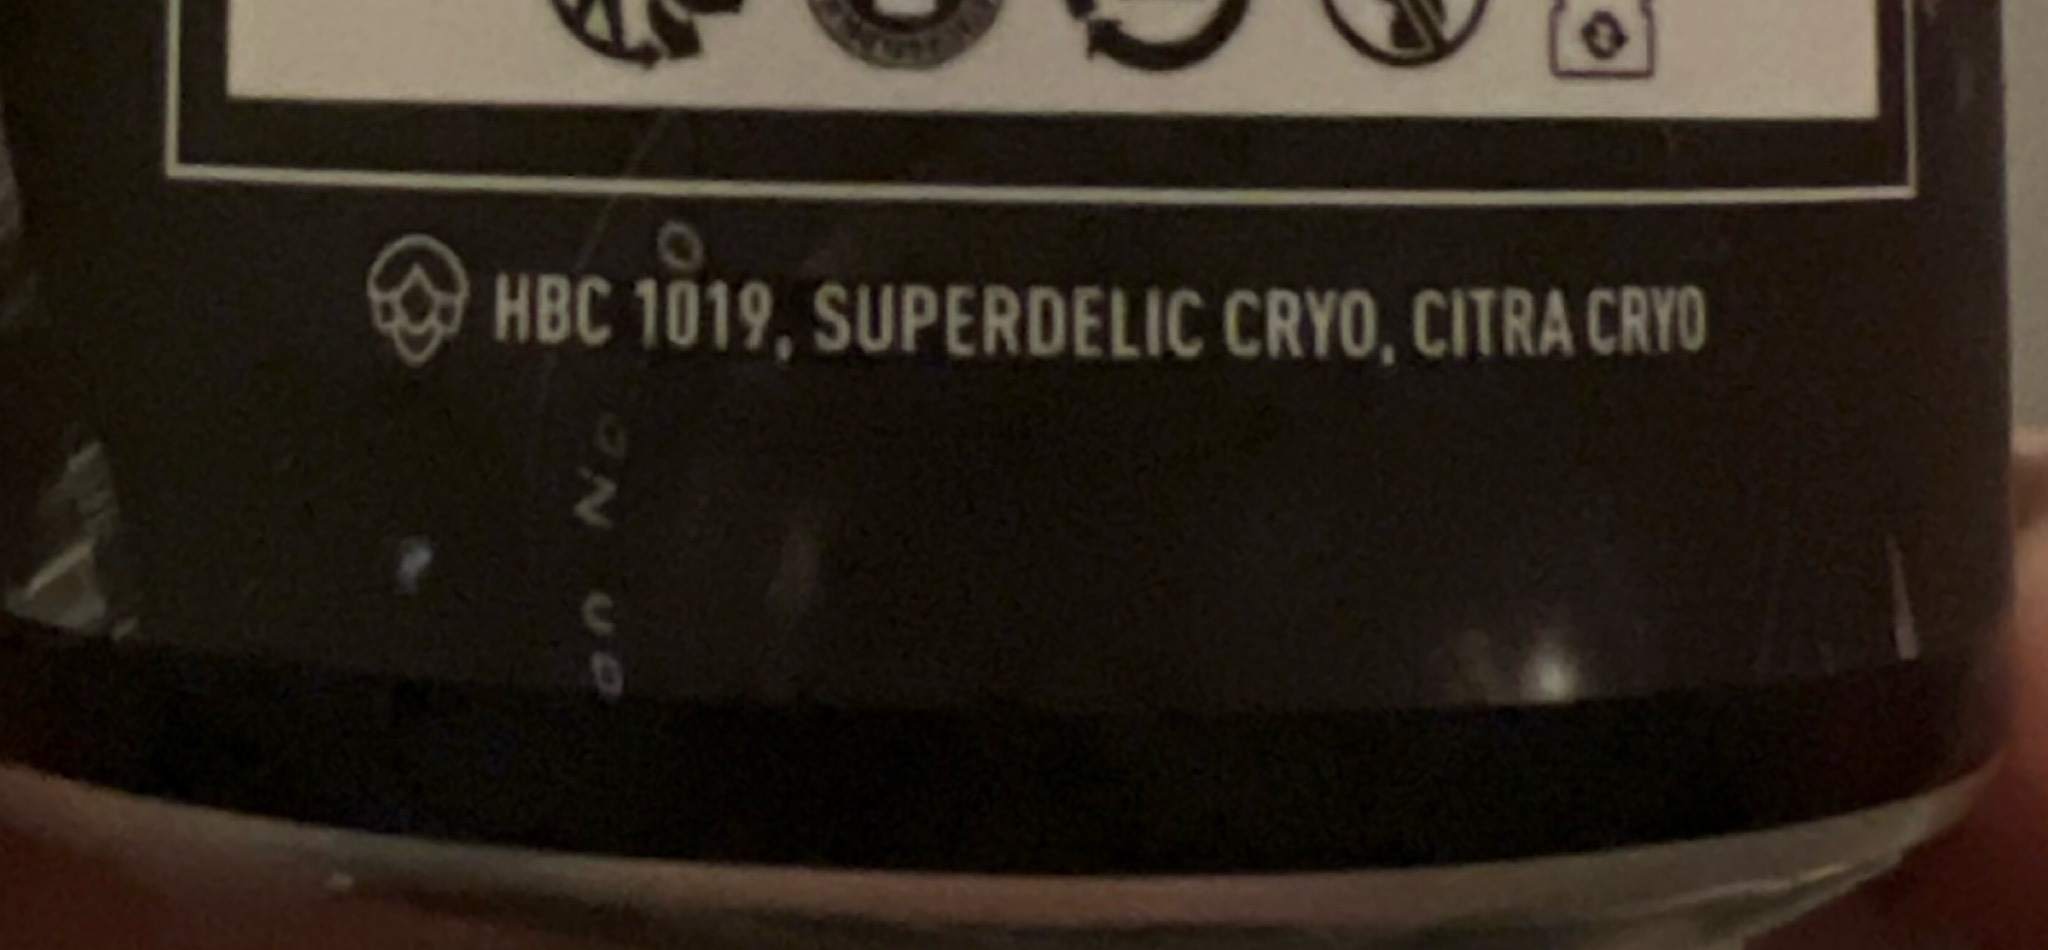 HBC 1019, SUPERDELIC CRYO, CITRA CRYO